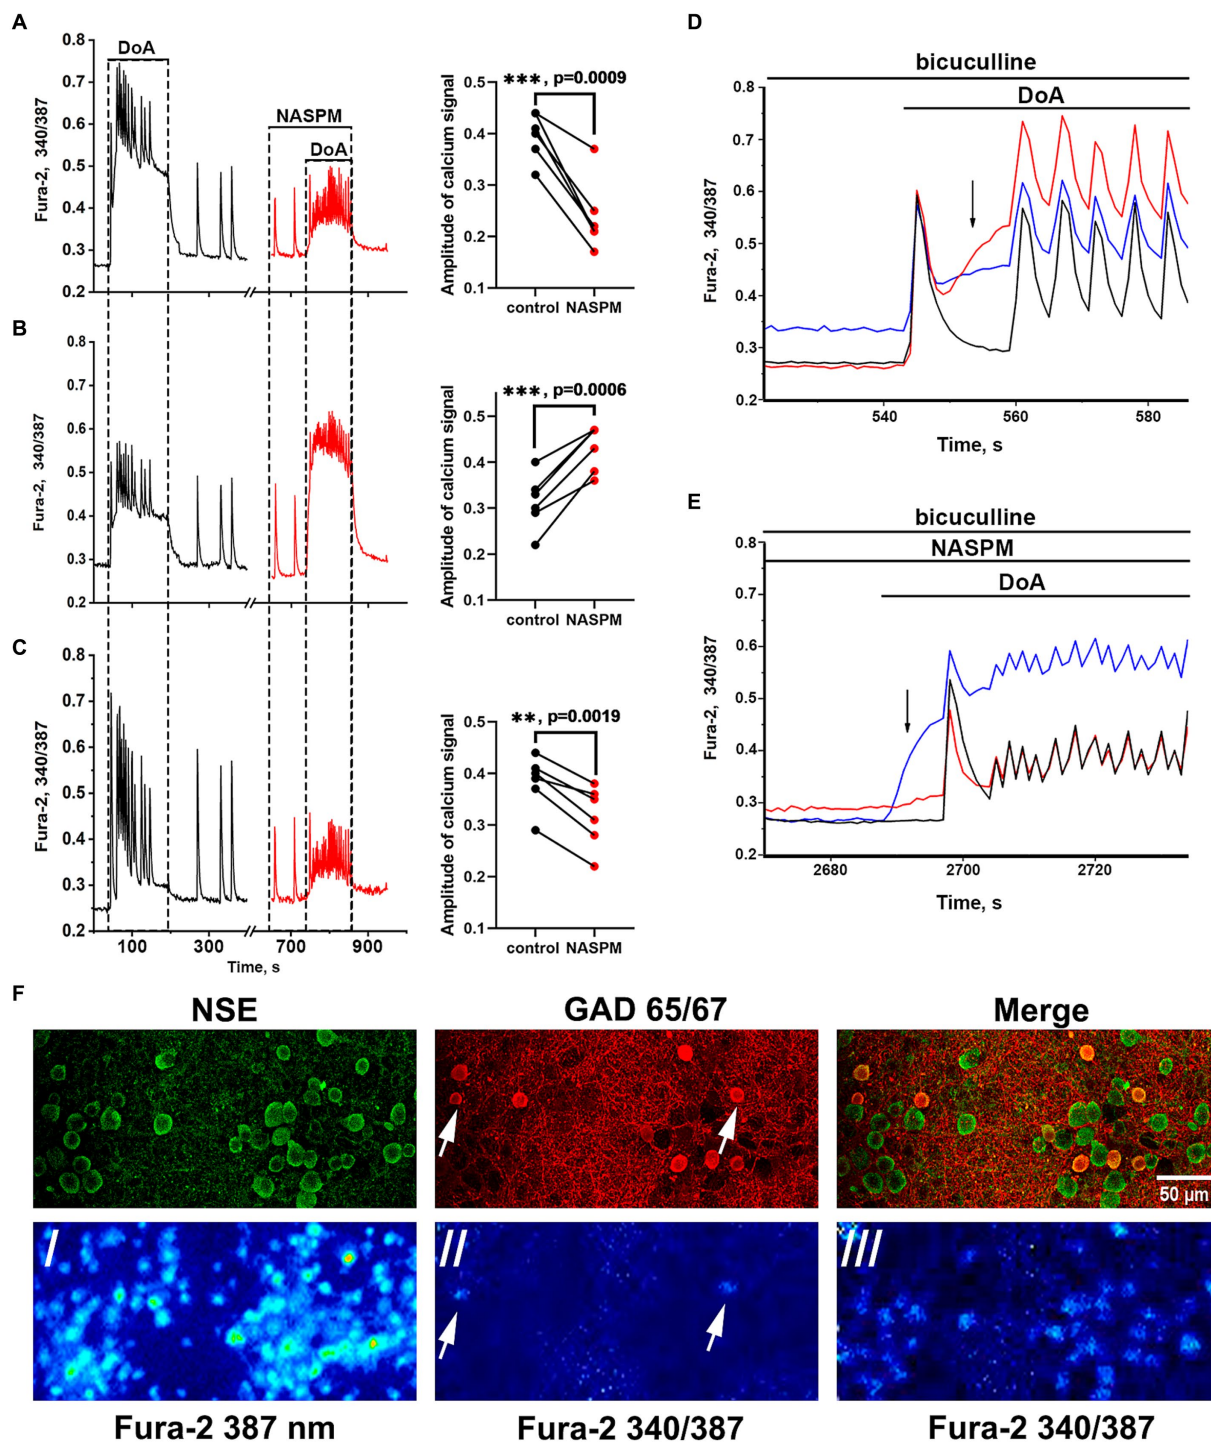 A
Fura-2, 340/387
0.8
0.7
0.6
0.5
0.4
0.3
0.2
DoA
NASPM
DoA
Amplitude of calcium signal
0.5
0.4
0.3
0.2
0.1
***, p=0.0009
control NASPM
B
Fura-2, 340/387
0.8
0.7
0.6
0.5
0.4
0.3
0.2
Amplitude of calcium signal
0.5
0.4
0.3
0.2
0.1
***, p=0.0006
control NASPM
C
Fura-2, 340/387
0.8
0.7
0.6
0.5
0.4
0.3
0.2
100 300 700 900
Time, s
Amplitude of calcium signal
0.5
0.4
0.3
0.2
0.1
**, p=0.0019
control NASPM
D
bicuculline
DoA
Fura-2, 340/387
0.8
0.7
0.6
0.5
0.4
0.3
0.2
540 560 580
Time, s
E
bicuculline
NASPM
DoA
Fura-2, 340/387
0.8
0.7
0.6
0.5
0.4
0.3
0.2
2680 2700 2720
Time, s
F
NSE GAD 65/67 Merge
50 µm
I II III
Fura-2 387 nm Fura-2 340/387 Fura-2 340/387